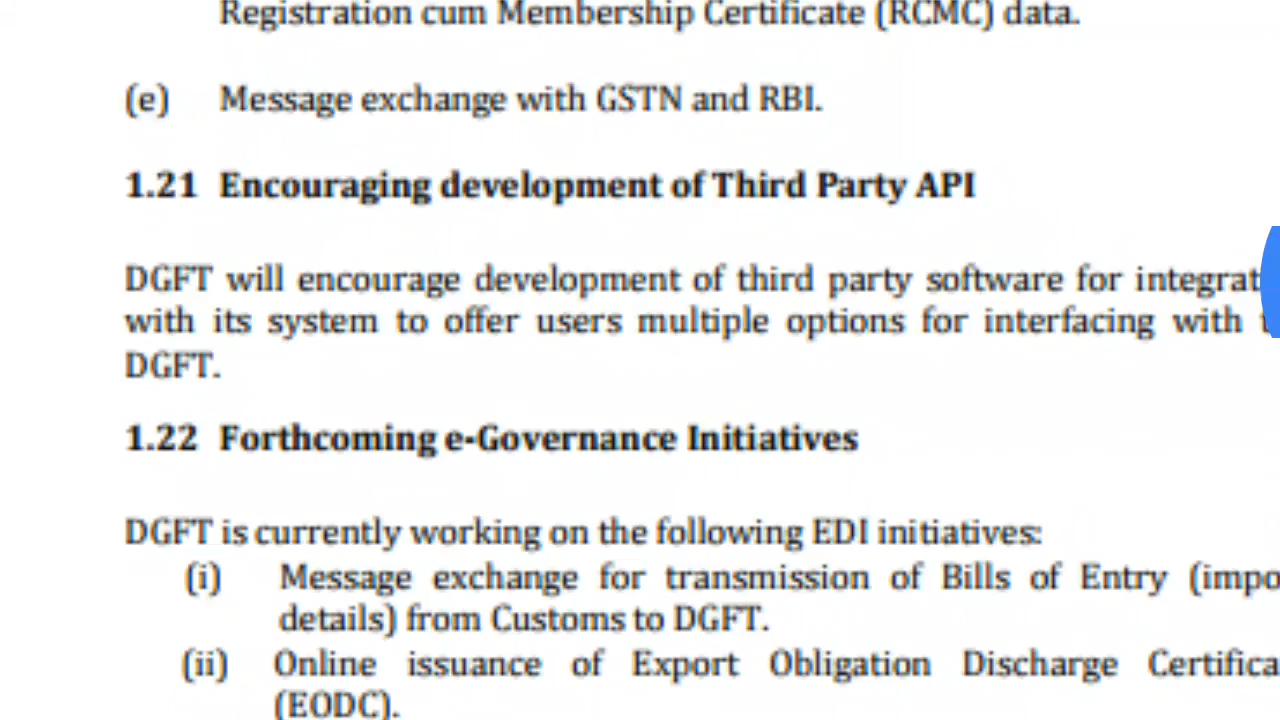 Registration cum Membership Certificate (RCMC) data.
(e) Message exchange with GSTN and RBI.
1.21 Encouraging development of Third Party API
DGFT will encourage development of third party software for integrat
with its system to offer users multiple options for interfacing with
DGFT.
1.22 Forthcoming e-Governance Initiatives
DGFT is currently working on the following EDI initiatives:
(i) Message exchange for transmission of Bills of Entry (impo
details) from Customs to DGFT.
(ii) Online issuance of Export Obligation Discharge Certifica
(EODC).